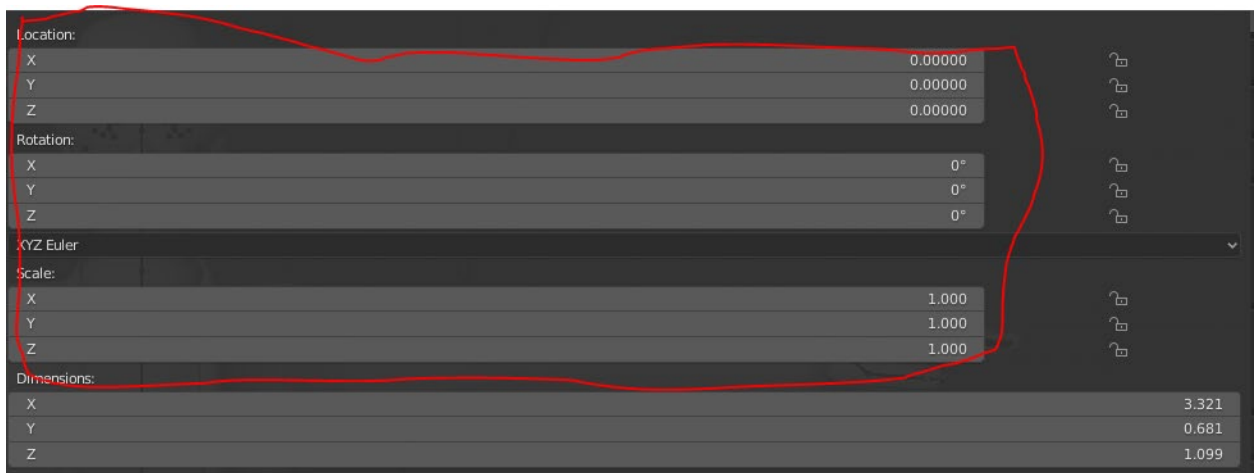 Location:
X 0.00000
Y 0.00000
Z 0.00000
Rotation:
X 0°
Y 0°
Z 0°
XYZ Euler
Scale:
X 1.000
Y 1.000
Z 1.000
Dimensions:
X 3.321
Y 0.681
Z 1.099